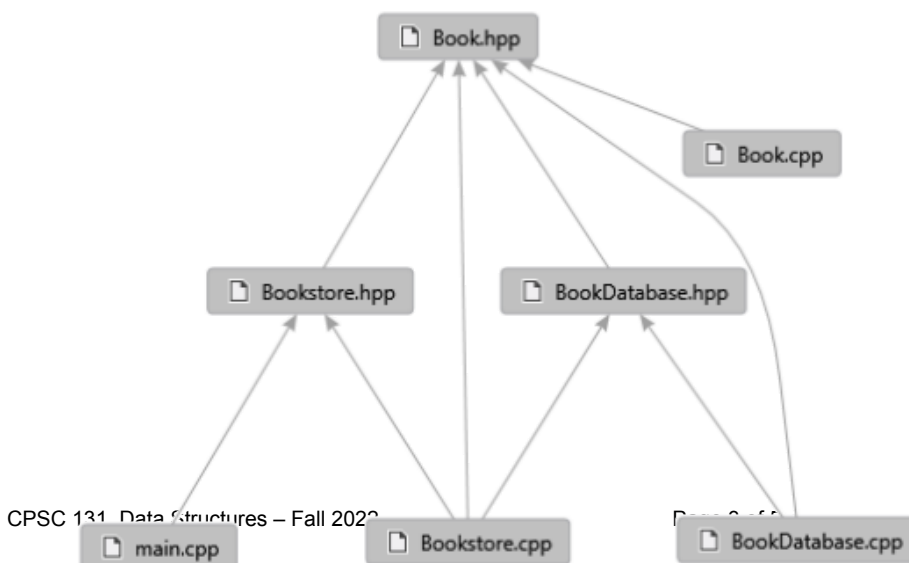 Book.hpp
Book.cpp
Bookstore.hpp
BookDatabase.hpp
CPSC 131, Data Structures – Fall 2022
main.cpp
Bookstore.cpp
BookDatabase.cpp